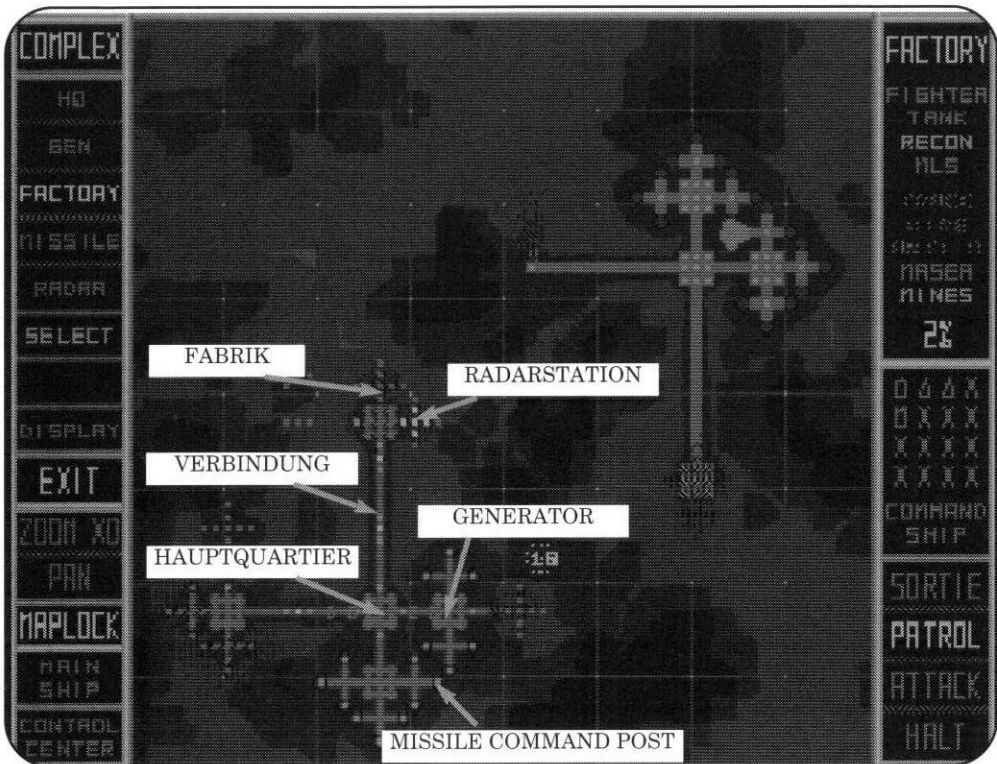 COMPLEX
HQ
GEN
FACTORY
MISSILE
RADAR
SELECT
DISPLAY
EXIT
ZOOM X0
PAN
MAPLOCK
MAIN
SHIP
CONTROL
CENTER
FABRIK
RADARSTATION
VERBINDUNG
GENERATOR
HAUPTQUARTIER
18
MISSILE COMMAND POST
FACTORY
FIGHTER
TANK
RECON
MLS
MASER
MINES
COMMAND
SHIP
SORTIE
PATROL
ATTACK
HALT